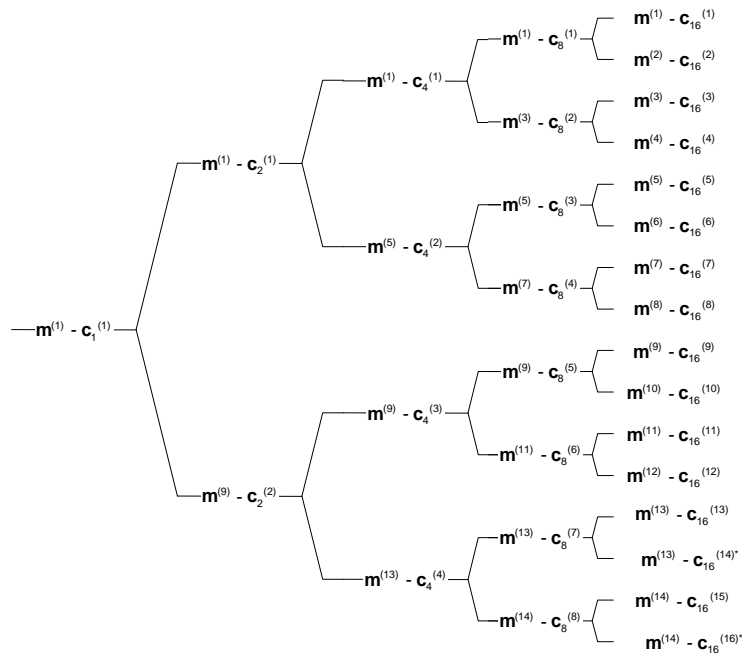 m⁽¹⁾ - c₁⁽¹⁾
m⁽¹⁾ - c₂⁽¹⁾
m⁽⁹⁾ - c₂⁽²⁾
m⁽¹⁾ - c₄⁽¹⁾
m⁽⁵⁾ - c₄⁽²⁾
m⁽⁹⁾ - c₄⁽³⁾
m⁽¹³⁾ - c₄⁽⁴⁾
m⁽¹⁾ - c₈⁽¹⁾
m⁽³⁾ - c₈⁽²⁾
m⁽⁵⁾ - c₈⁽³⁾
m⁽⁷⁾ - c₈⁽⁴⁾
m⁽⁹⁾ - c₈⁽⁵⁾
m⁽¹¹⁾ - c₈⁽⁶⁾
m⁽¹³⁾ - c₈⁽⁷⁾
m⁽¹⁴⁾ - c₈⁽⁸⁾
m⁽¹⁾ - c₁₆⁽¹⁾
m⁽²⁾ - c₁₆⁽²⁾
m⁽³⁾ - c₁₆⁽³⁾
m⁽⁴⁾ - c₁₆⁽⁴⁾
m⁽⁵⁾ - c₁₆⁽⁵⁾
m⁽⁶⁾ - c₁₆⁽⁶⁾
m⁽⁷⁾ - c₁₆⁽⁷⁾
m⁽⁸⁾ - c₁₆⁽⁸⁾
m⁽⁹⁾ - c₁₆⁽⁹⁾
m⁽¹⁰⁾ - c₁₆⁽¹⁰⁾
m⁽¹¹⁾ - c₁₆⁽¹¹⁾
m⁽¹²⁾ - c₁₆⁽¹²⁾
m⁽¹³⁾ - c₁₆⁽¹³⁾
m⁽¹³⁾ - c₁₆⁽¹⁴⁾*
m⁽¹⁴⁾ - c₁₆⁽¹⁵⁾
m⁽¹⁴⁾ - c₁₆⁽¹⁶⁾*